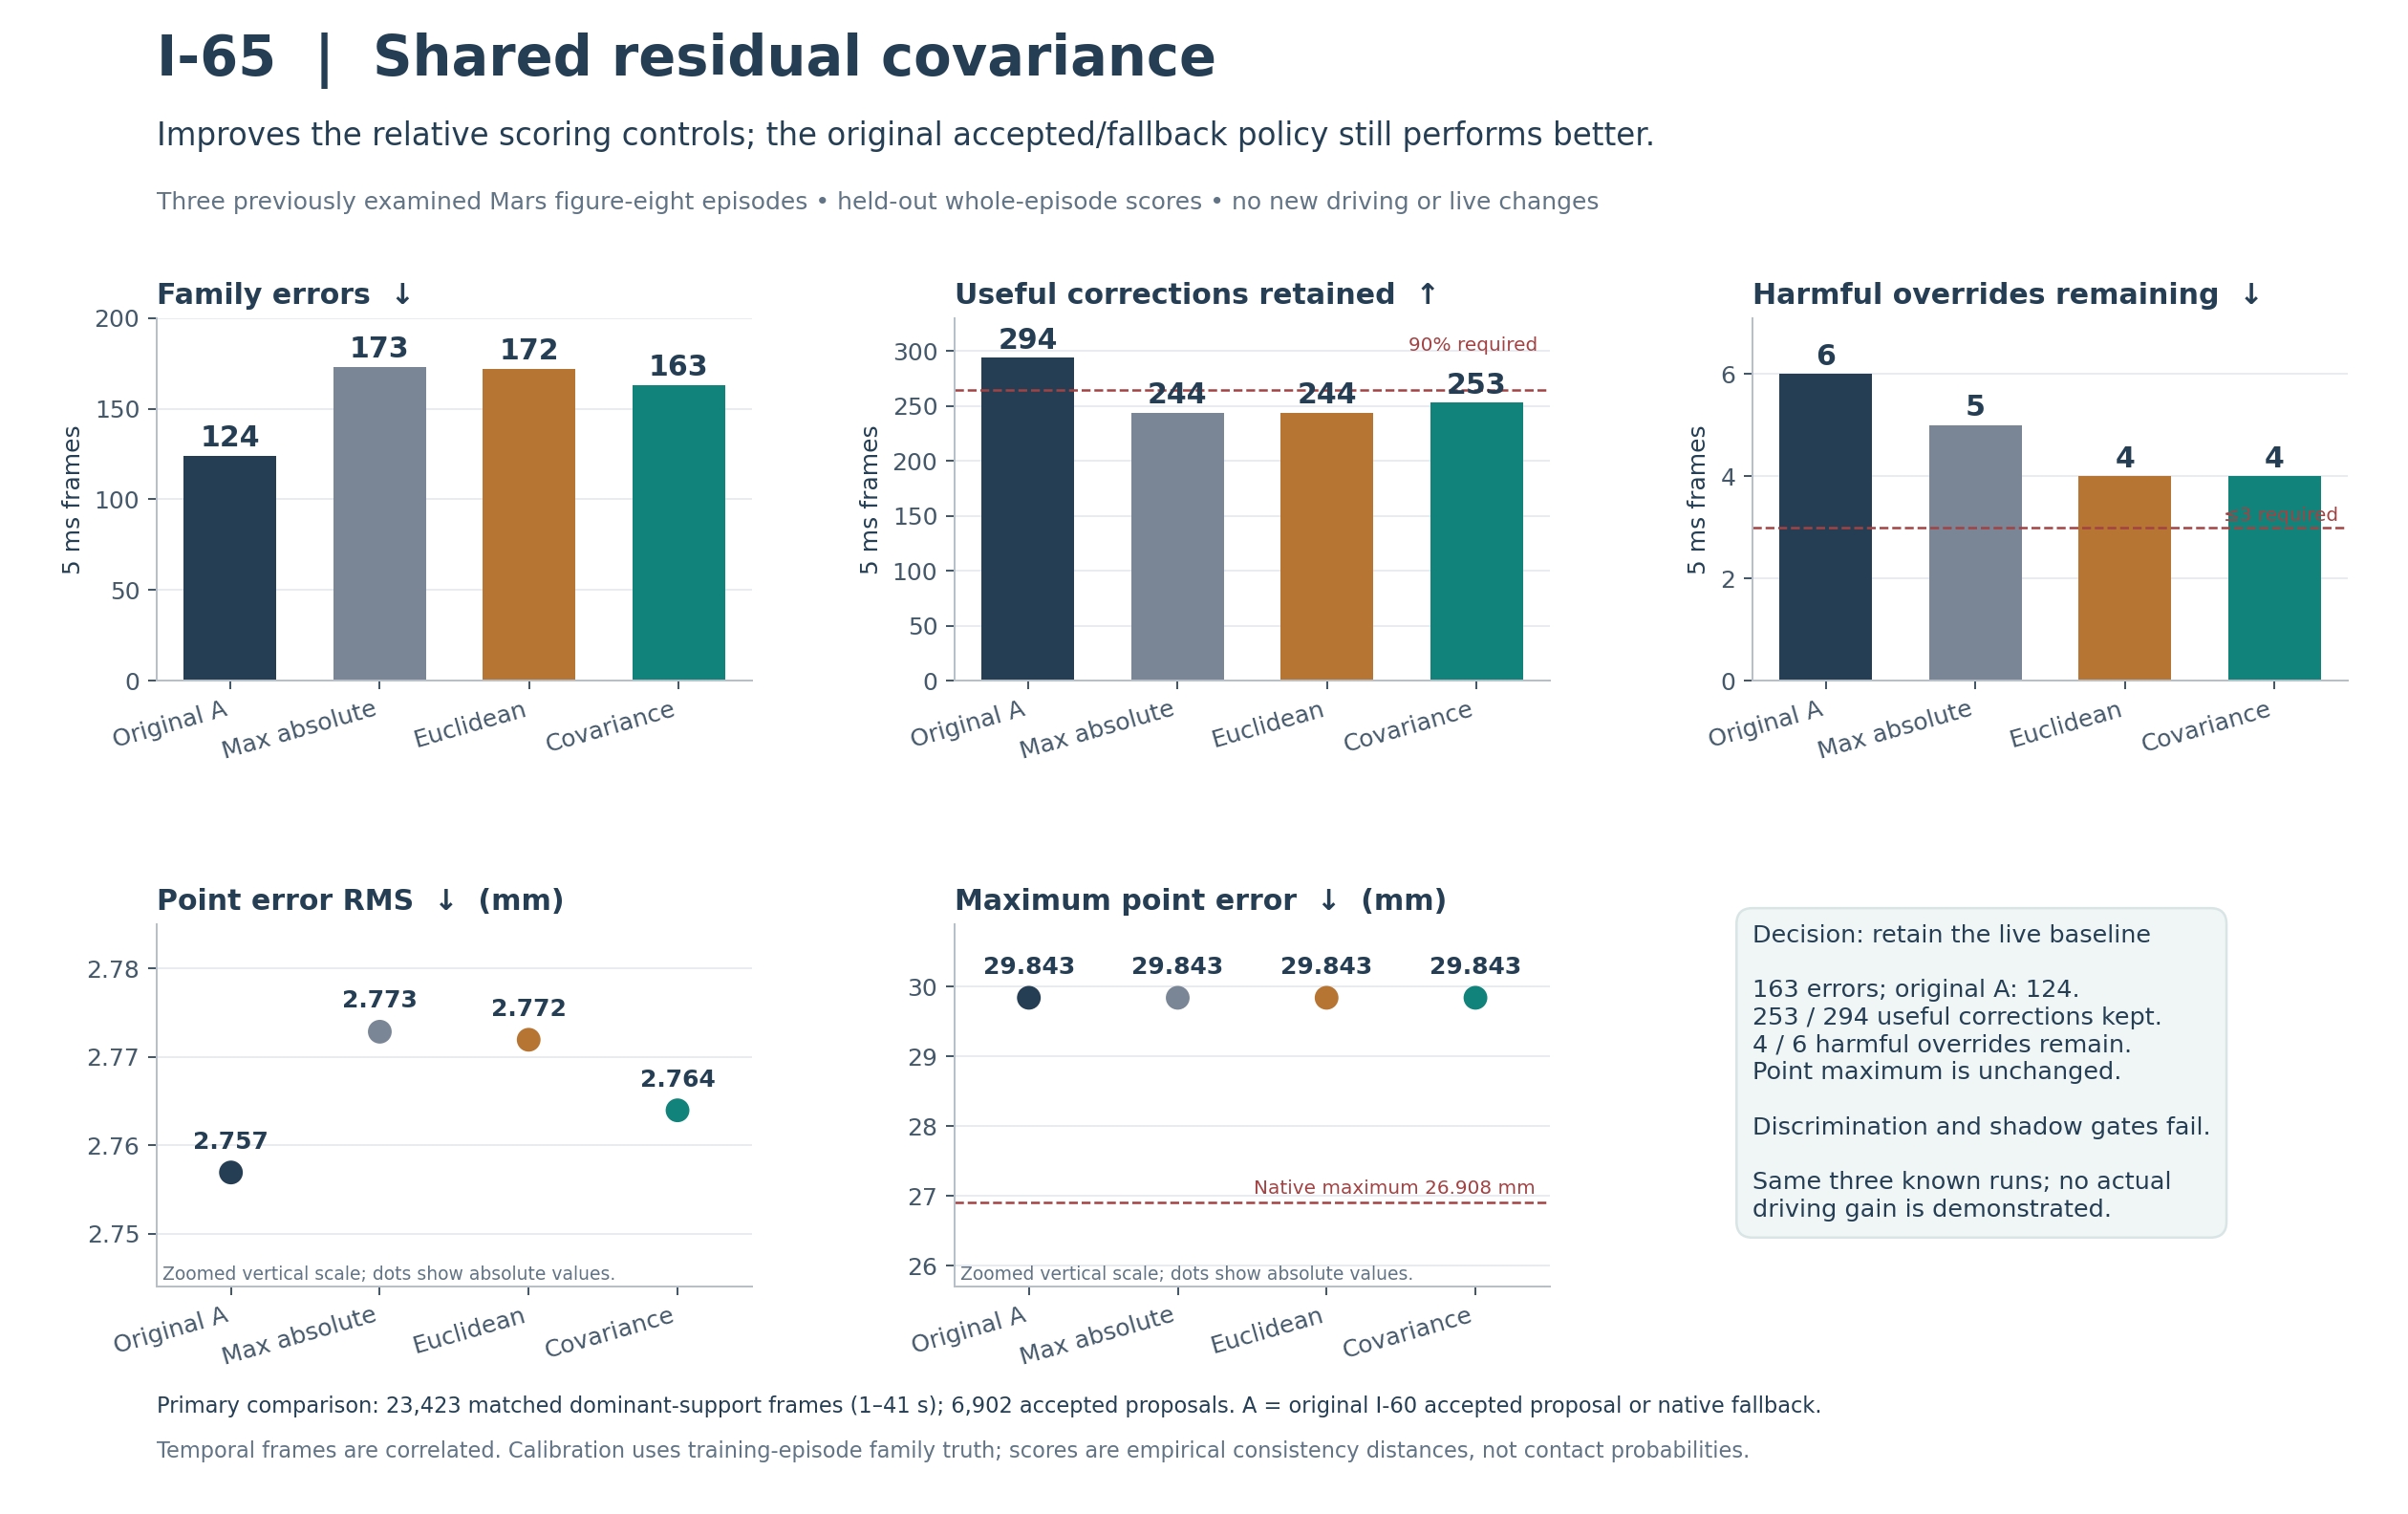 I-65 | Shared residual covariance
Improves the relative scoring controls; the original accepted/fallback policy still performs better.
Three previously examined Mars figure-eight episodes • held-out whole-episode scores • no new driving or live changes
Family errors ↓
5 ms frames
200
150
100
50
0
124
173
172
163
Original A
Max absolute
Euclidean
Covariance
Useful corrections retained ↑
5 ms frames
300
250
200
150
100
50
0
90% required
294
244
244
253
Original A
Max absolute
Euclidean
Covariance
Harmful overrides remaining ↓
5 ms frames
6
4
2
0
6
5
4
4
≤3 required
Original A
Max absolute
Euclidean
Covariance
Point error RMS ↓ (mm)
2.78
2.77
2.76
2.75
2.757
2.773
2.772
2.764
Zoomed vertical scale; dots show absolute values.
Original A
Max absolute
Euclidean
Covariance
Maximum point error ↓ (mm)
30
29
28
27
26
29.843
29.843
29.843
29.843
Native maximum 26.908 mm
Zoomed vertical scale; dots show absolute values.
Original A
Max absolute
Euclidean
Covariance
Decision: retain the live baseline
163 errors; original A: 124.
253 / 294 useful corrections kept.
4 / 6 harmful overrides remain.
Point maximum is unchanged.
Discrimination and shadow gates fail.
Same three known runs; no actual
driving gain is demonstrated.
Primary comparison: 23,423 matched dominant-support frames (1–41 s); 6,902 accepted proposals. A = original I-60 accepted proposal or native fallback.
Temporal frames are correlated. Calibration uses training-episode family truth; scores are empirical consistency distances, not contact probabilities.